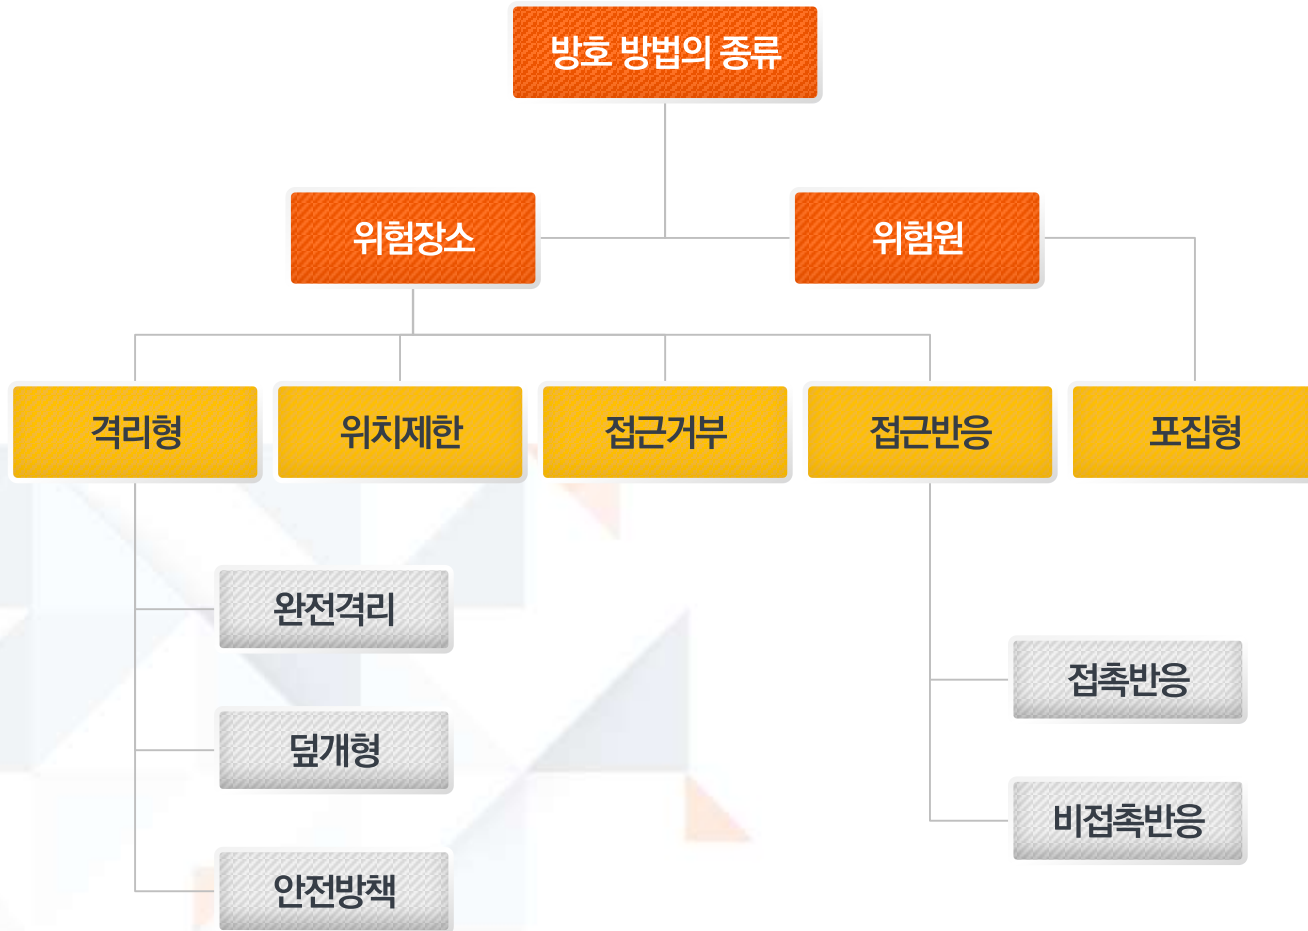 방호 방법의 종류
위험장소
위험원
격리형
위치제한
접근거부
접근반응
포집형
완전격리
덮개형
안전방책
접촉반응
비접촉반응